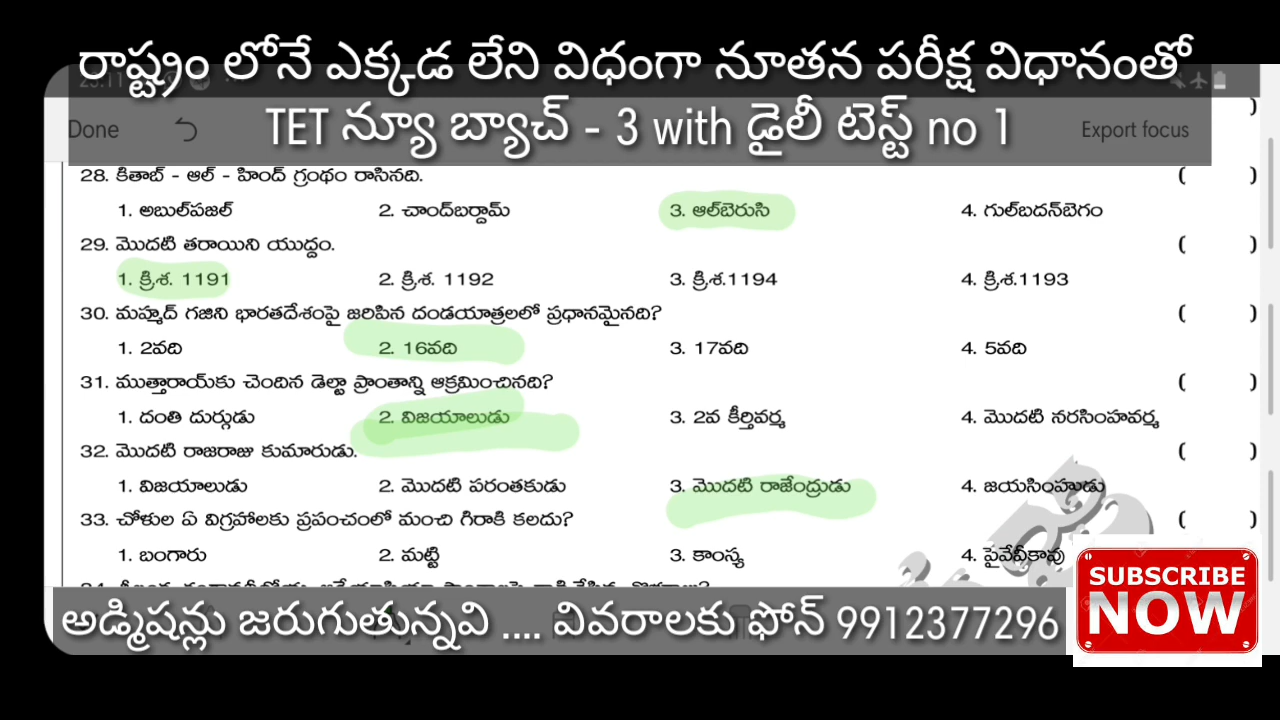 రాష్ట్రం లోనే ఎక్కడ లేని విధంగా నూతన పరీక్ష విధానంతో
TET న్యూ బ్యాచ్ - 3 with డైలీ టెస్ట్ no 1
Done Export focus
28. కితాబ్ - ఆల్ - హింద్ గ్రంథం రాసినది. ( )
1. అబుల్‌పజల్ 2. చాంద్‌బర్దామ్ 3. ఆల్‌బెరుసి 4. గుల్‌బదన్‌బెగం
29. మొదటి తరాయిని యుద్దం. ( )
1. క్రీ.శ. 1191 2. క్రీ.శ. 1192 3. క్రీ.శ.1194 4. క్రీ.శ.1193
30. మహ్మద్ గజిని భారతదేశంపై జరిపిన దండయాత్రలలో ప్రధానమైనది? ( )
1. 2వది 2. 16వది 3. 17వది 4. 5వది
31. ముత్తారాయ్‌కు చెందిన డెల్టా ప్రాంతాన్ని ఆక్రమించినది? ( )
1. దంతి దుర్గుడు 2. విజయాలుడు 3. 2వ కీర్తివర్మ 4. మొదటి నరసింహవర్మ
32. మొదటి రాజరాజు కుమారుడు. ( )
1. విజయాలుడు 2. మొదటి పరంతకుడు 3. మొదటి రాజేంద్రుడు 4. జయసింహుడు
33. చోళుల ఏ విగ్రహాలకు ప్రపంచంలో మంచి గిరాకి కలదు? ( )
1. బంగారు 2. మట్టి 3. కాంస్య 4. పైవేవీకావు
అడ్మిషన్లు జరుగుతున్నవి .... వివరాలకు ఫోన్ 9912377296
SUBSCRIBE
NOW